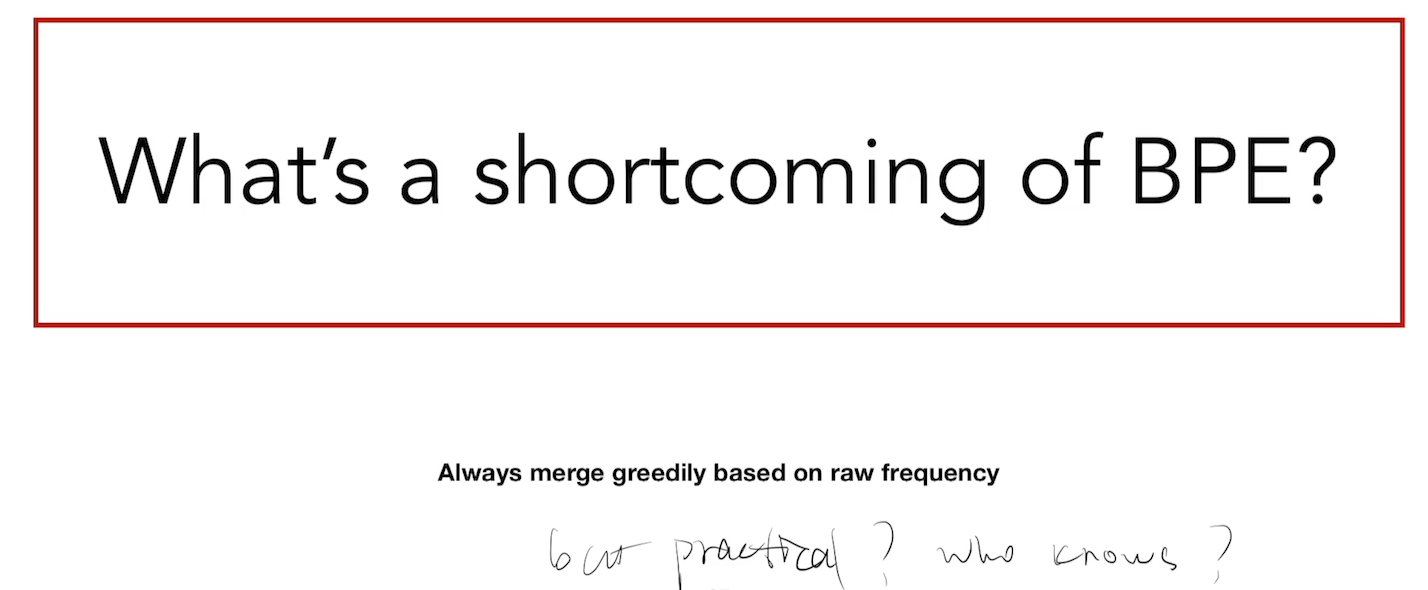 What's a shortcoming of BPE?
Always merge greedily based on raw frequency
but practical? who knows?